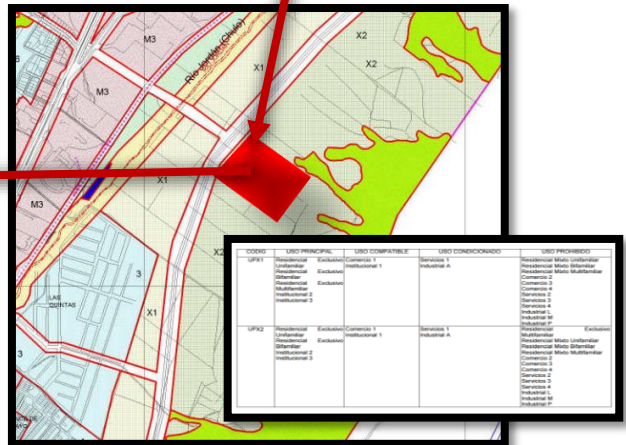 X2
X2
M3
X1
Río Jordán (Chulo)
M3
X1
M3
X2
3
LAS
QUINTAS
X1
3
CODIG USO PRINCIPAL USO COMPATIBLE USO CONDICIONADO USO PROHIBIDO
UPX1 Residencial Exclusivo Comercio 1 Servicios 1 Residencial Mixto Unifamiliar
Unifamiliar Institucional 1 Industrial A Residencial Mixto Bifamiliar
Residencial Exclusivo Residencial Mixto Multifamiliar
Bifamiliar Comercio 2
Residencial Exclusivo Comercio 3
Multifamiliar Comercio 4
Institucional 2 Servicios 2
Institucional 3 Servicios 3
Servicios 4
Industrial L
Industrial M
Industrial P
UPX2 Residencial Exclusivo Comercio 1 Servicios 1 Residencial Exclusivo
Unifamiliar Institucional 1 Industrial A Multifamiliar
Residencial Exclusivo Residencial Mixto Unifamiliar
Bifamiliar Residencial Mixto Bifamiliar
Institucional 2 Residencial Mixto Multifamiliar
Institucional 3 Comercio 2
Comercio 3
Comercio 4
Servicios 2
Servicios 3
Servicios 4
Industrial L
Industrial M
Industrial P